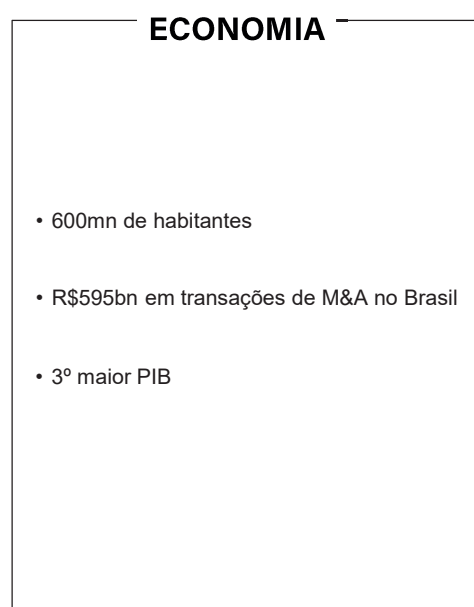 ECONOMIA
• 600mn de habitantes
• R$595bn em transações de M&A no Brasil
• 3º maior PIB